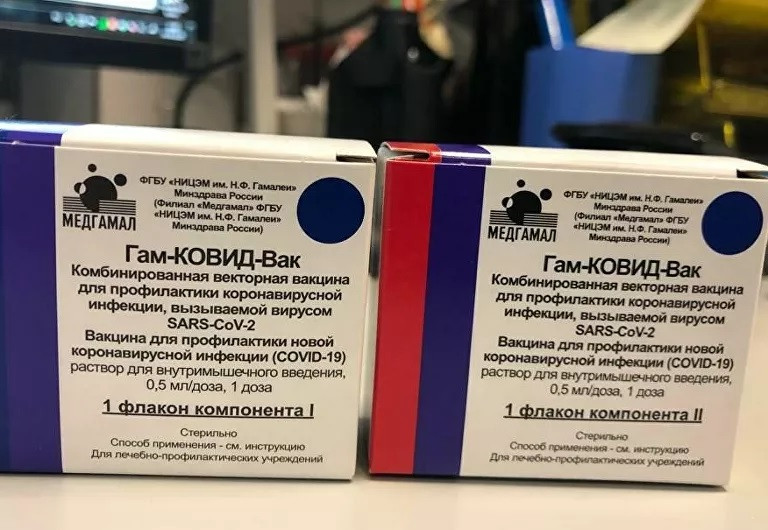 МЕДГАМАЛ
ФГБУ «НИЦЭМ им. Н.Ф. Гамалеи»
Минздрава России
(Филиал «Медгамал» ФГБУ
«НИЦЭМ им. Н.Ф. Гамалеи»
Минздрава России)
Гам-КОВИД-Вак
Комбинированная векторная вакцина
для профилактики коронавирусной
инфекции, вызываемой вирусом
SARS-CoV-2
Вакцина для профилактики новой
коронавирусной инфекции (COVID-19)
раствор для внутримышечного введения,
0,5 мл/доза, 1 доза
1 флакон компонента I
Стерильно
Способ применения - см. инструкцию
Для лечебно-профилактических учреждений
МЕДГАМАЛ
ФГБУ «НИЦЭМ им. Н.Ф. Гамалеи»
Минздрава России
(Филиал «Медгамал» ФГБУ
«НИЦЭМ им. Н.Ф. Гамалеи»
Минздрава России)
Гам-КОВИД-Вак
Комбинированная векторная вакцина
для профилактики коронавирусной
инфекции, вызываемой вирусом
SARS-CoV-2
Вакцина для профилактики новой
коронавирусной инфекции (COVID-19)
раствор для внутримышечного введения,
0,5 мл/доза, 1 доза
1 флакон компонента II
Стерильно
Способ применения - см. инструкцию
Для лечебно-профилактических учреждений